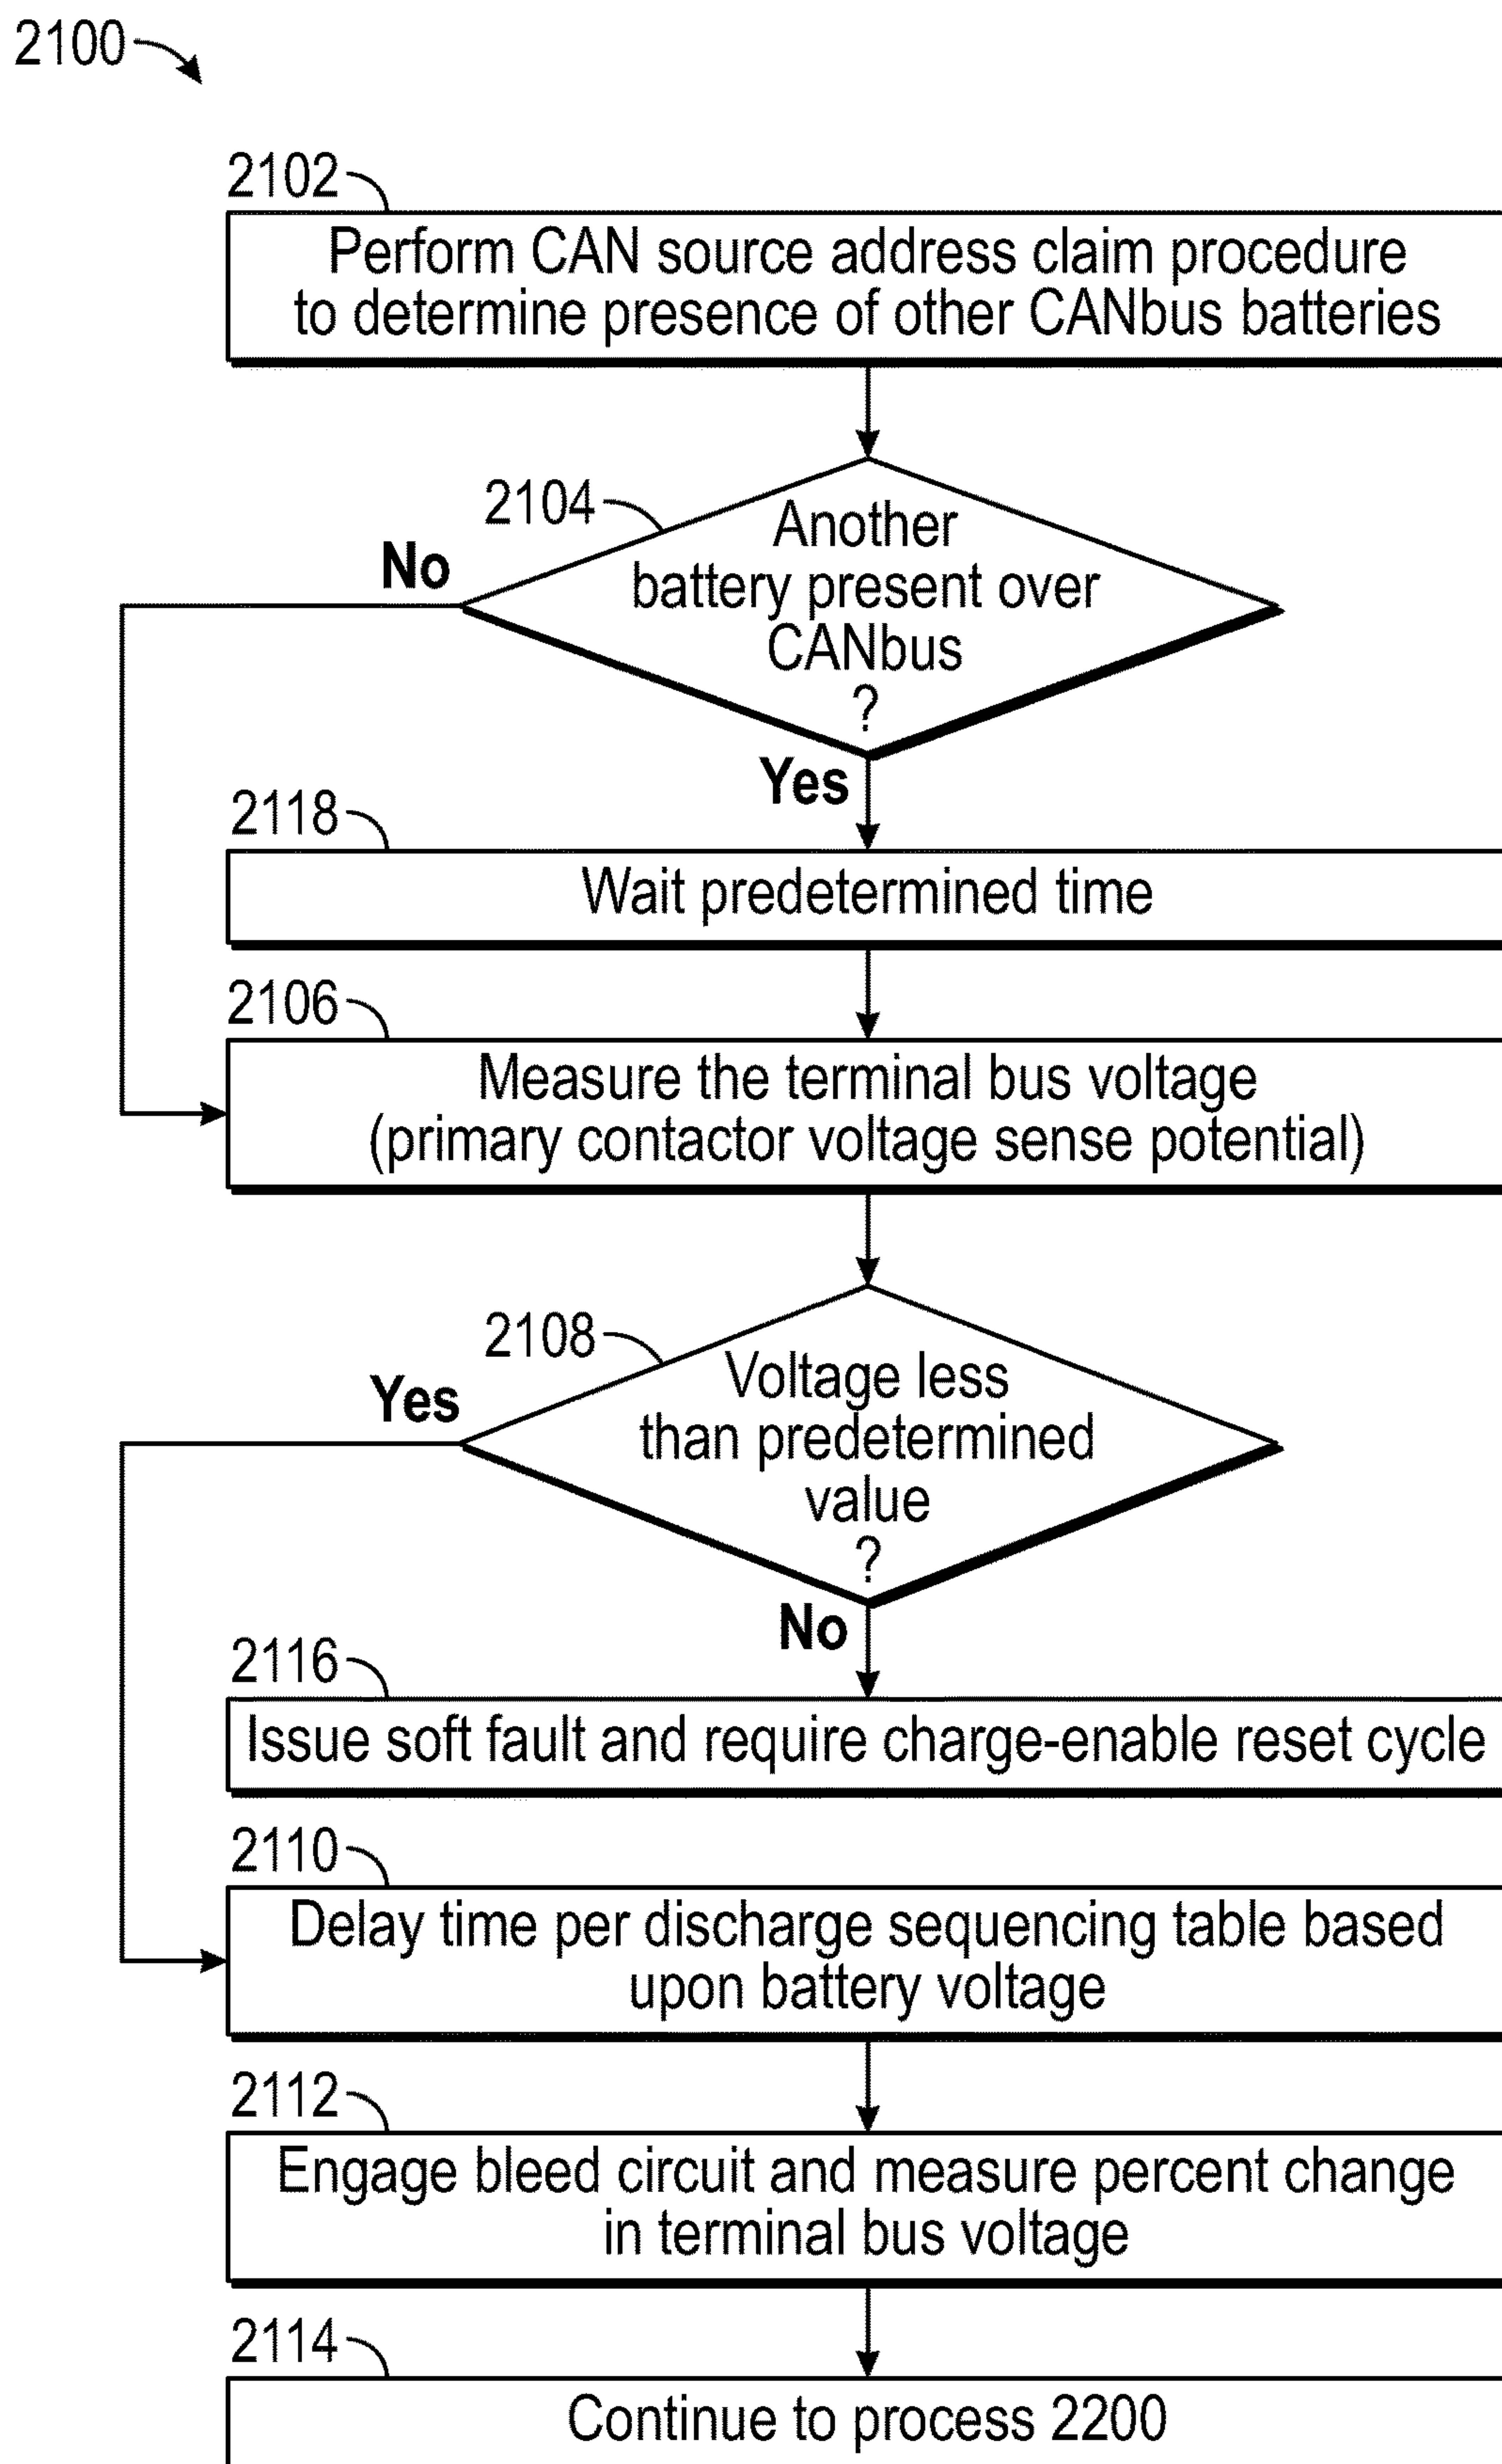 2100
2102
Perform CAN source address claim procedure
to determine presence of other CANbus batteries
2104
Another
battery present over
CANbus
?
No
Yes
2118
Wait predetermined time
2106
Measure the terminal bus voltage
(primary contactor voltage sense potential)
2108
Voltage less
than predetermined
value
?
Yes
No
2116
Issue soft fault and require charge-enable reset cycle
2110
Delay time per discharge sequencing table based
upon battery voltage
2112
Engage bleed circuit and measure percent change
in terminal bus voltage
2114
Continue to process 2200